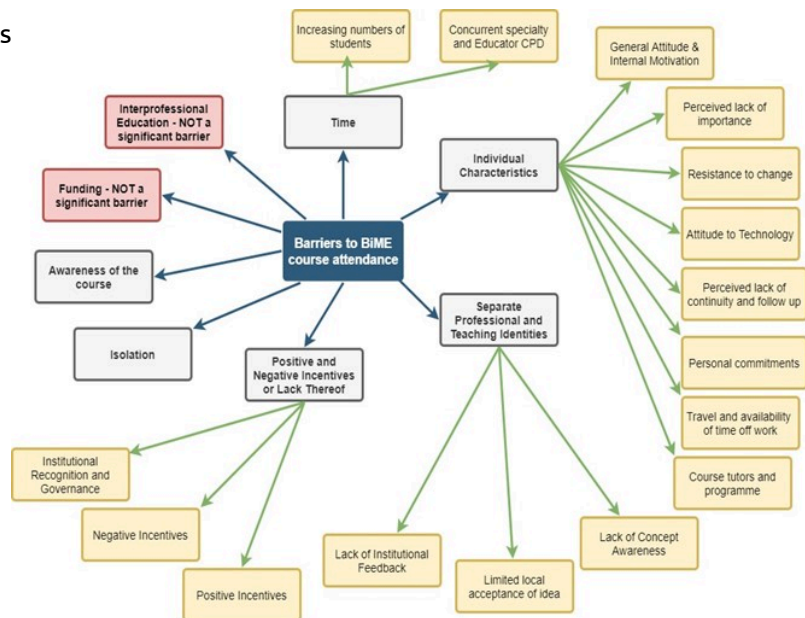 s
Increasing numbers of
students
Concurrent specialty
and Educator CPD
General Attitude &
Internal Motivation
Interprofessional
Education - NOT a
significant barrier
Time
Perceived lack of
importance
Individual
Characteristics
Resistance to change
Funding - NOT a
significant barrier
Barriers to BiME
course attendance
Attitude to Technology
Awareness of the
course
Perceived lack of
continuity and follow up
Separate
Professional and
Teaching Identities
Isolation
Positive and
Negative Incentives
or Lack Thereof
Personal commitments
Travel and availability
of time off work
Institutional
Recognition and
Governance
Course tutors and
programme
Negative Incentives
Lack of Institutional
Feedback
Lack of Concept
Awareness
Positive Incentives
Limited local
acceptance of idea